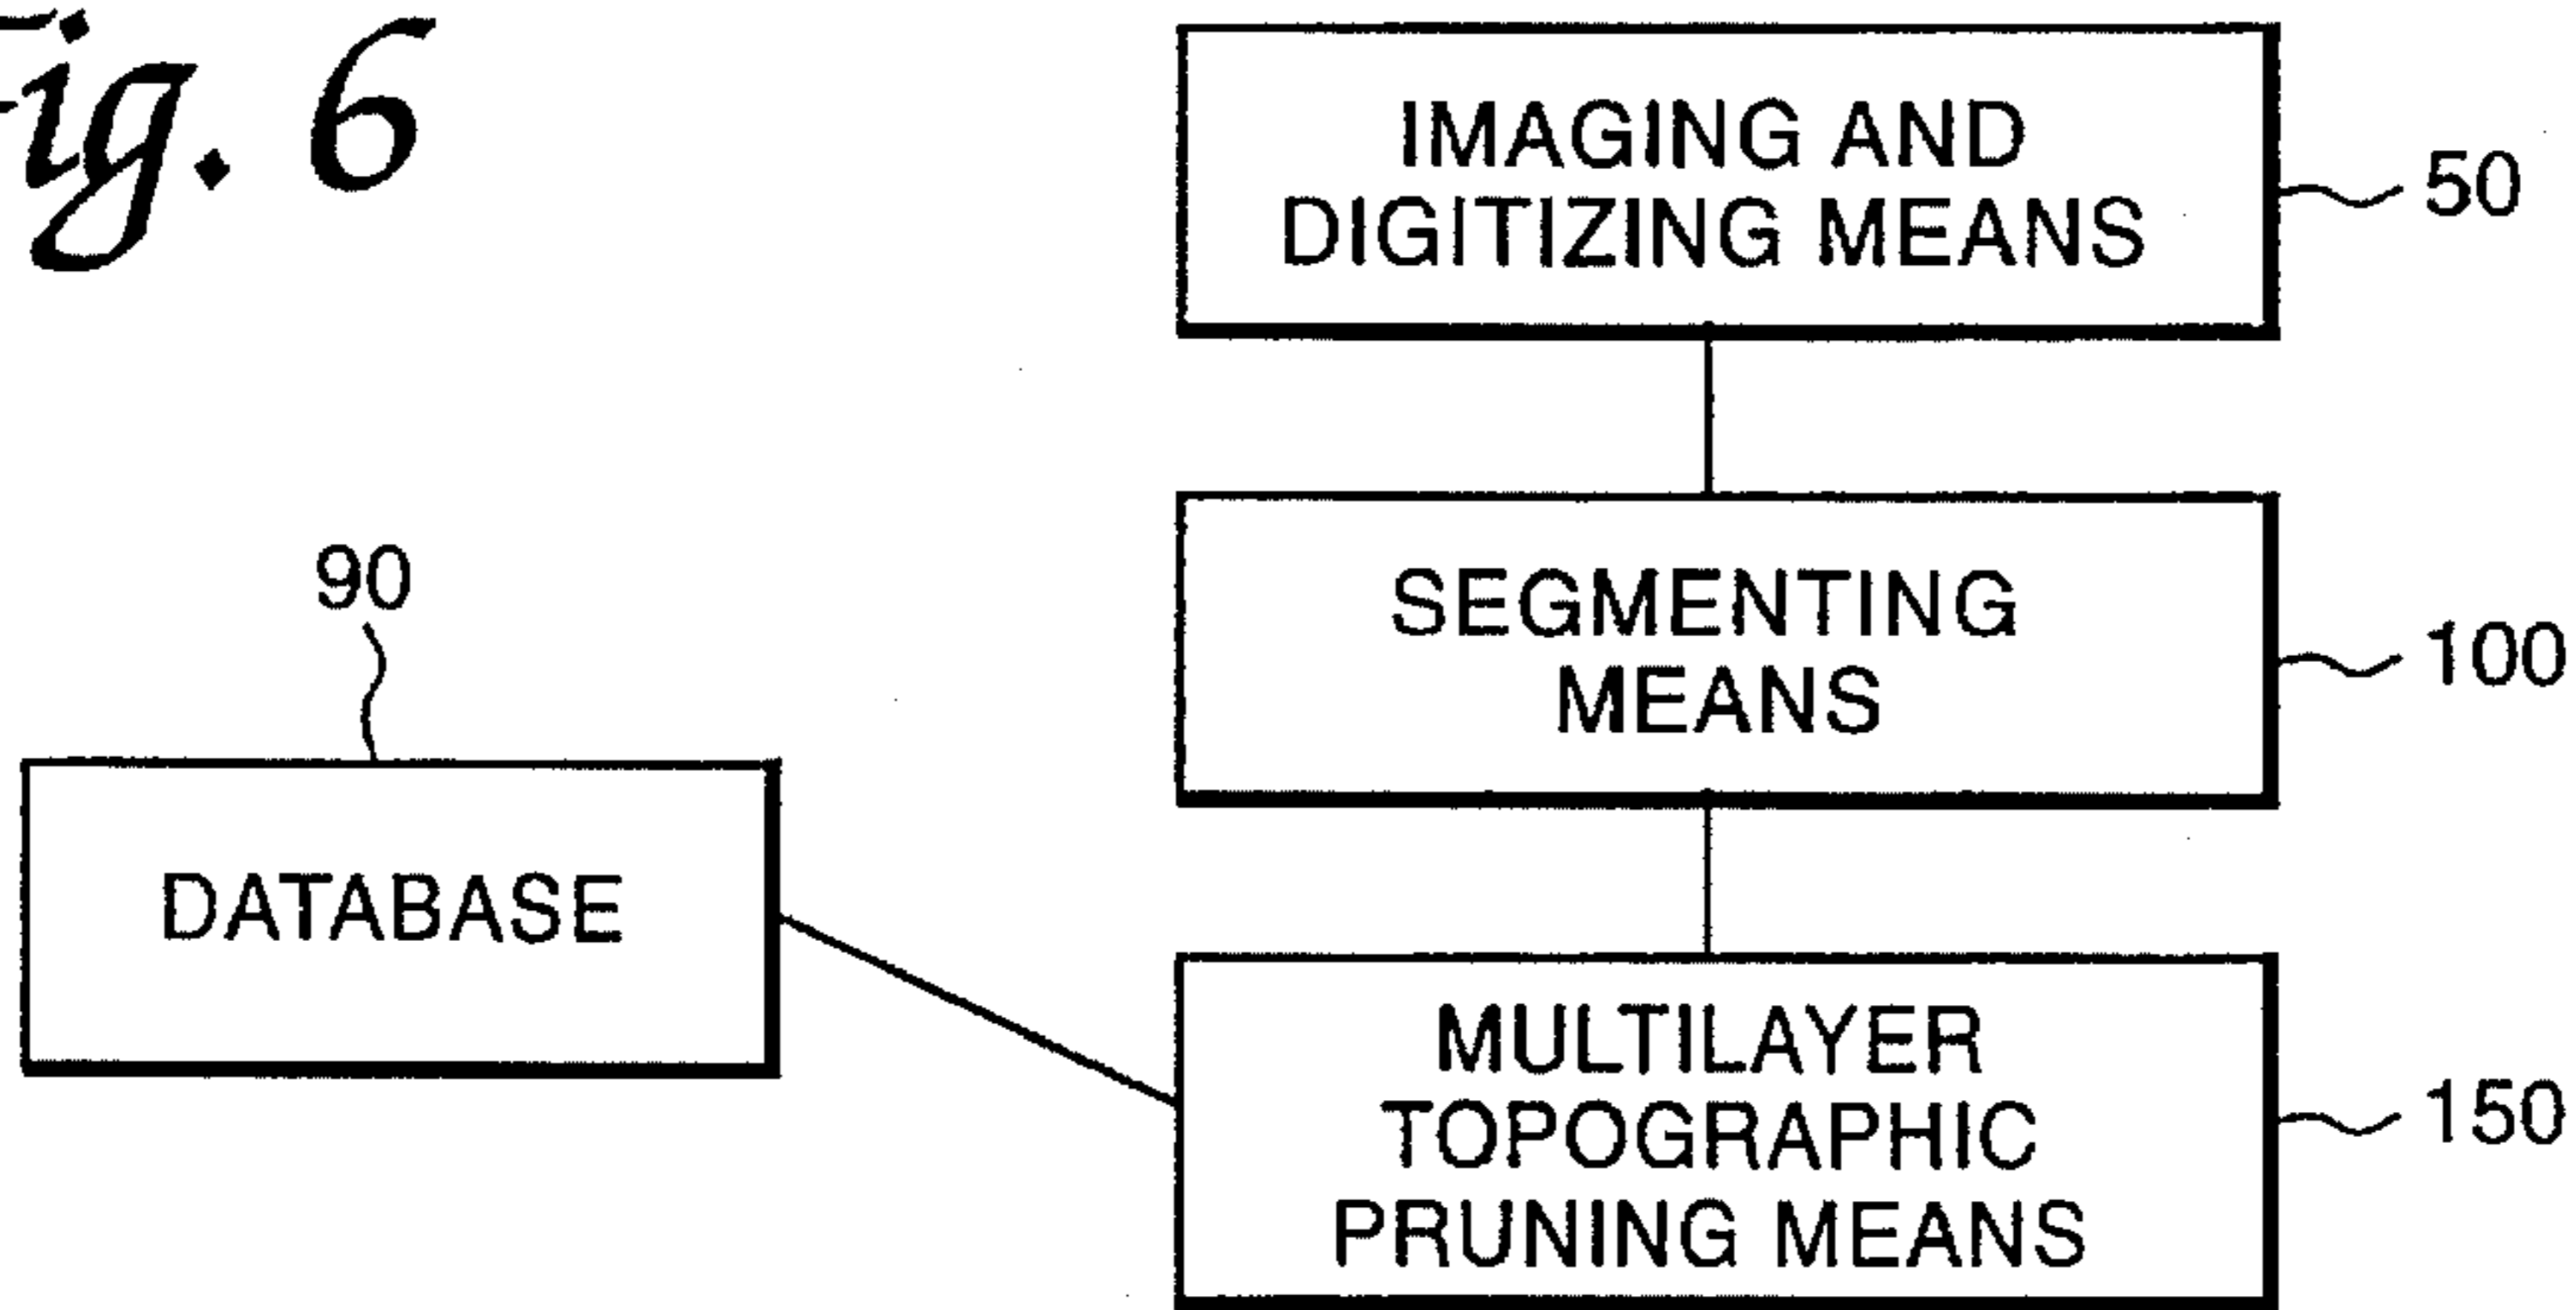 Fig. 6
IMAGING AND
DIGITIZING MEANS
50
SEGMENTING
MEANS
100
90
DATABASE
MULTILAYER
TOPOGRAPHIC
PRUNING MEANS
150